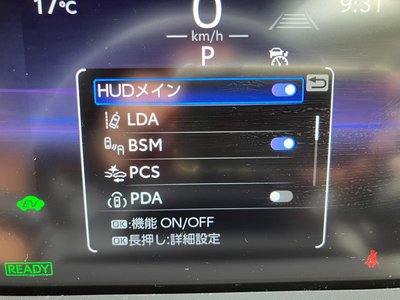 17℃
0
9:31
km/h
P
HUDメイン
LDA
BSM
PCS
PDA
OK:機能 ON/OFF
OK長押し:詳細設定
EV
READY